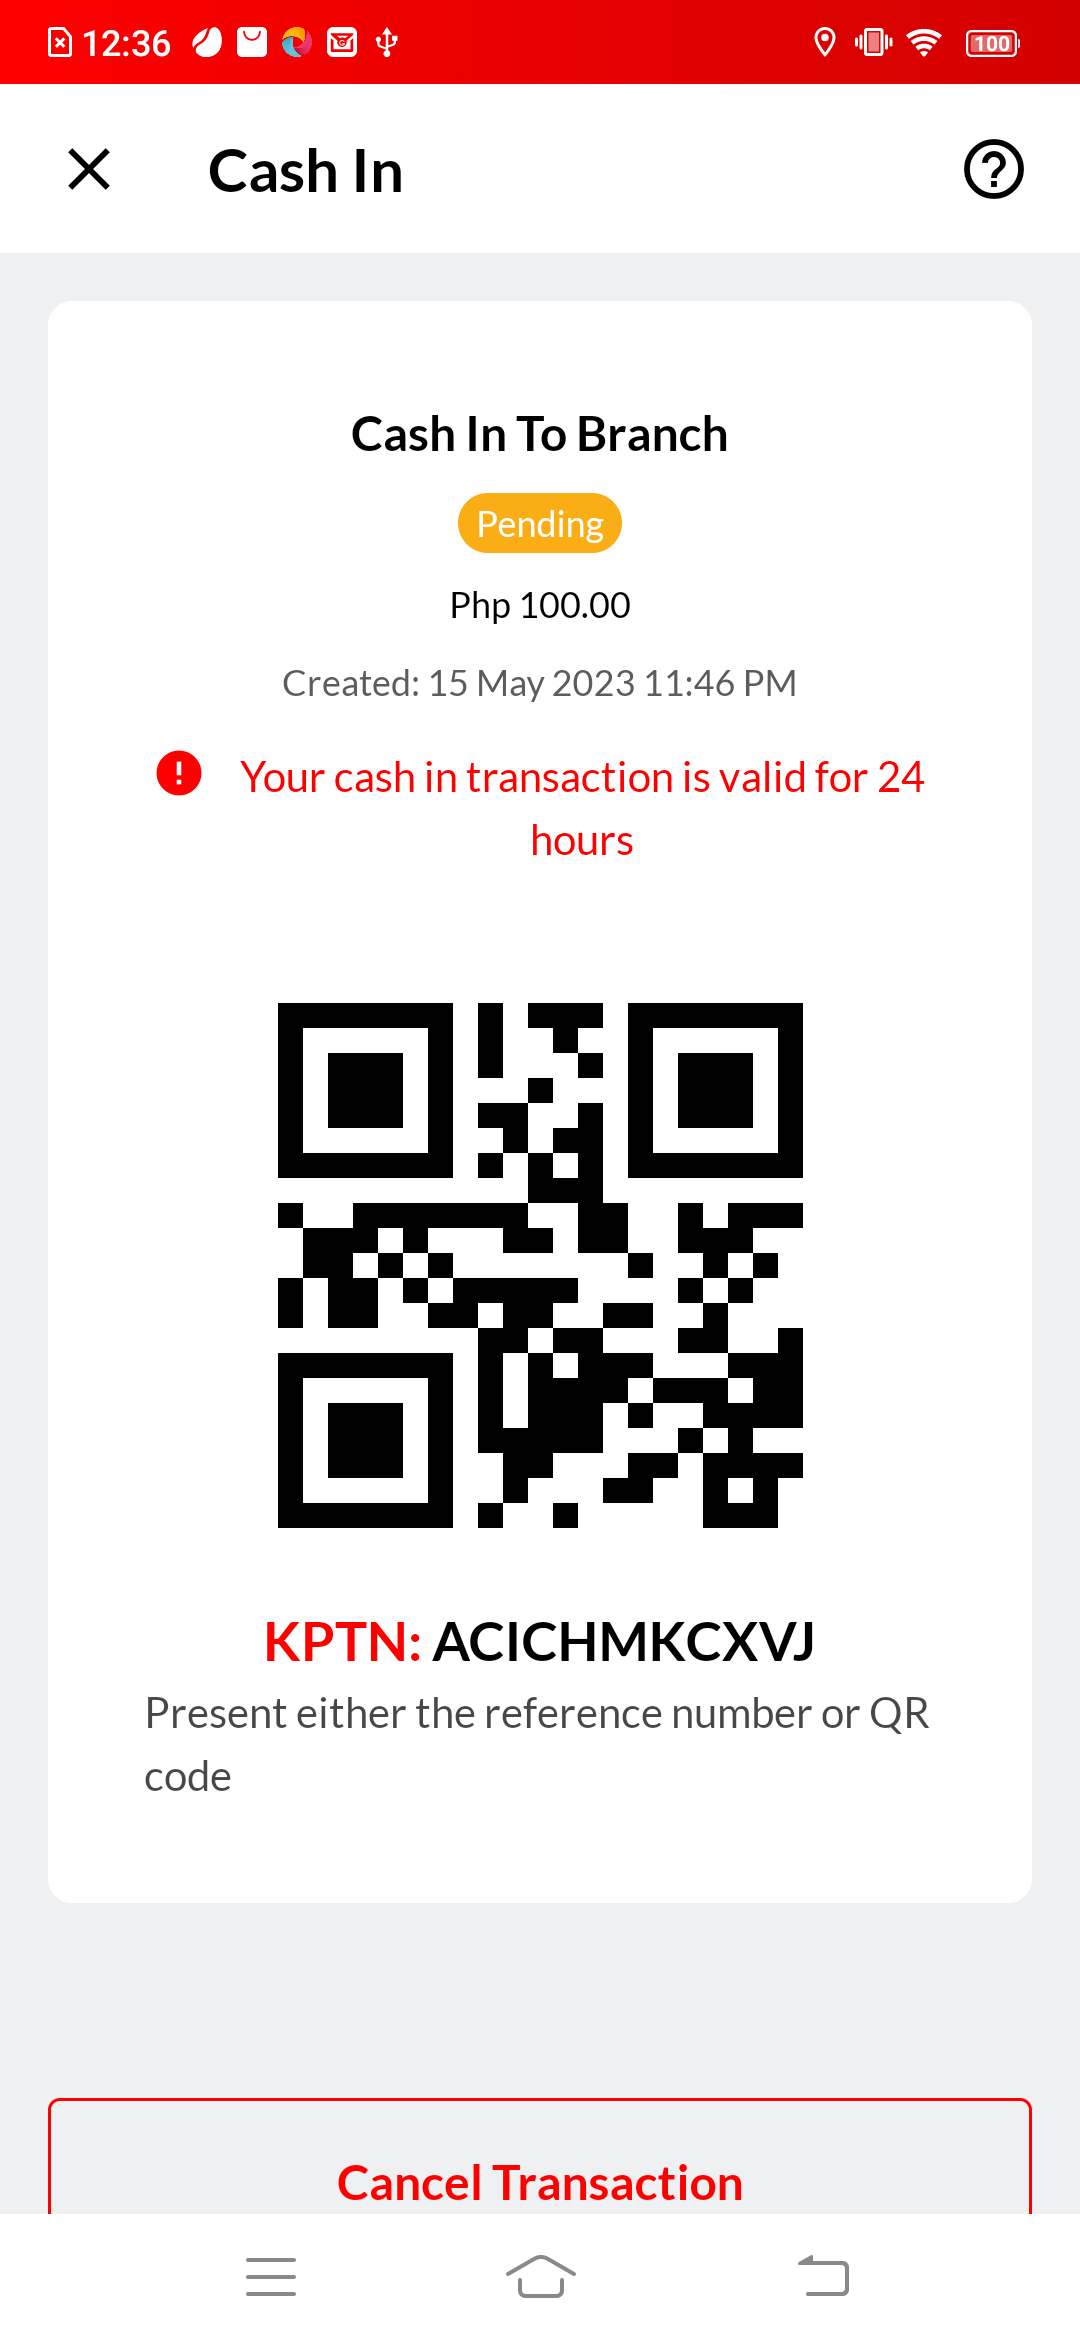 12:36
100
Cash In
Cash In To Branch
Pending
Php 100.00
Created: 15 May 2023 11:46 PM
Your cash in transaction is valid for 24
hours
KPTN: ACICHMKCXVJ
Present either the reference number or QR
code
Cancel Transaction